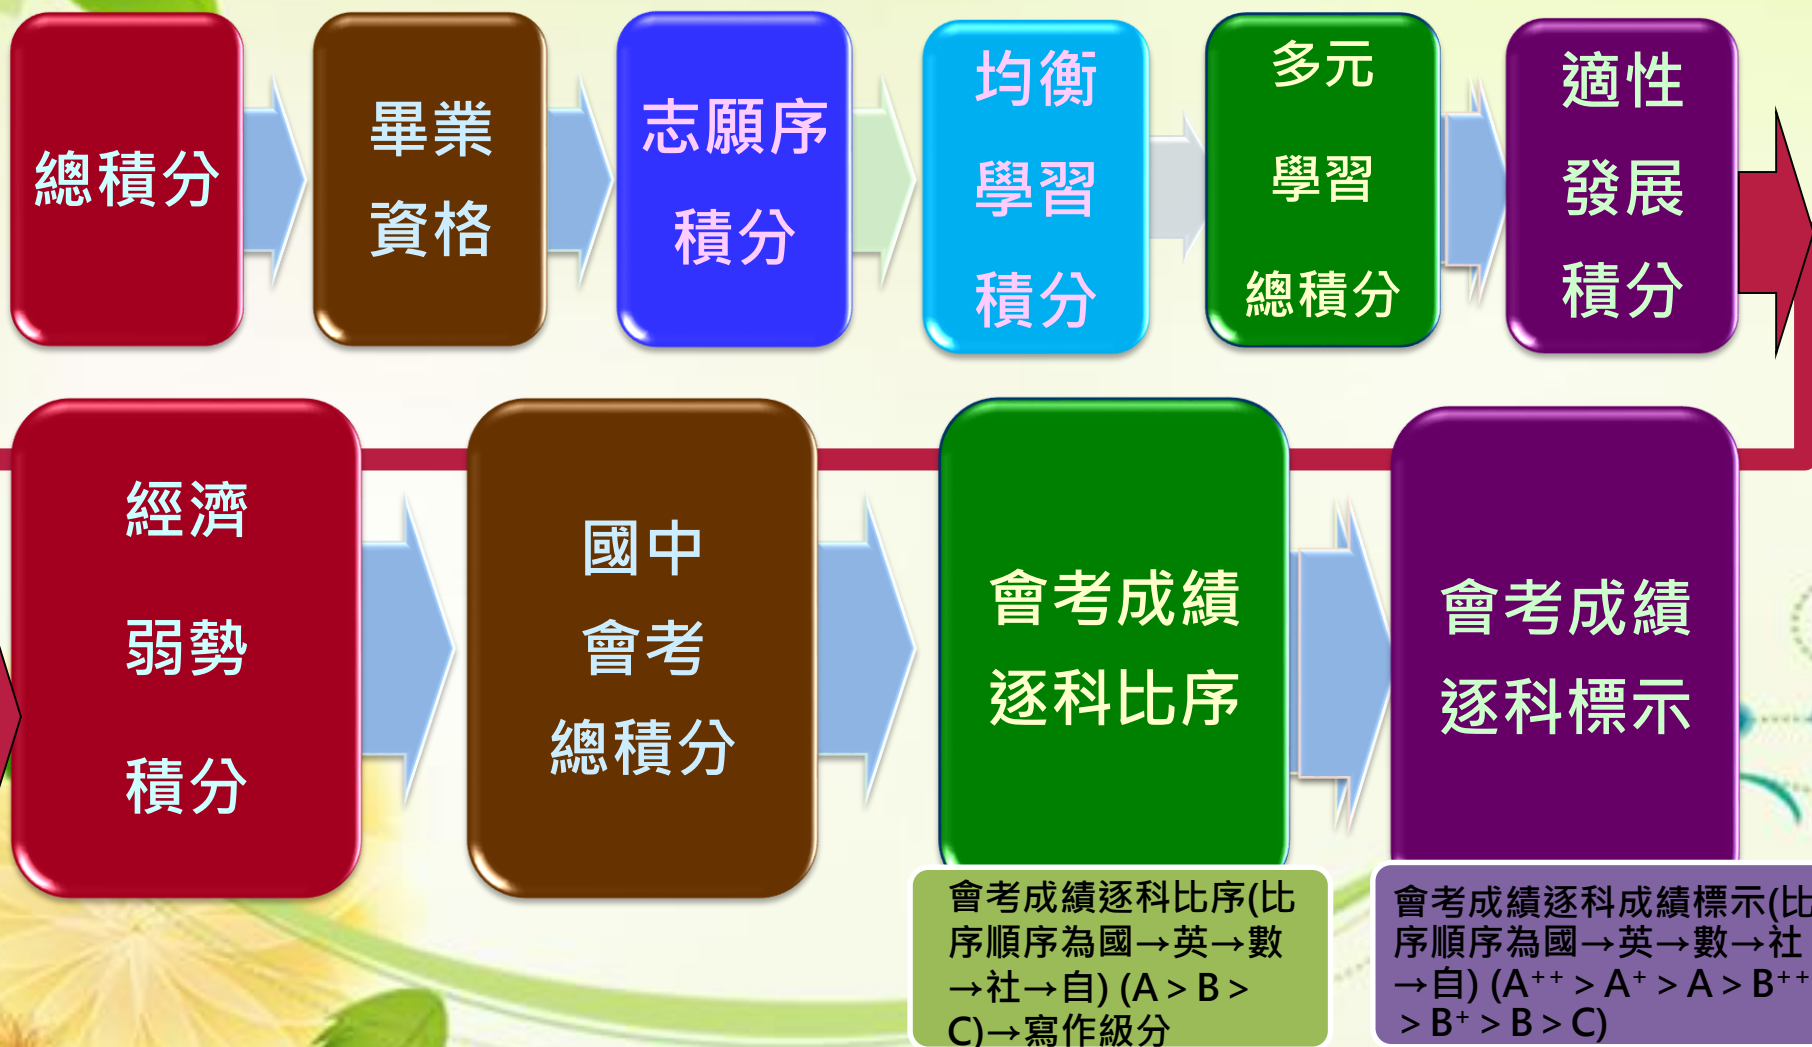 總積分
畢業
資格
志願序
積分
均衡
學習
積分
多元
學習
總積分
適性
發展
積分
經濟
弱勢
積分
國中
會考
總積分
會考成績
逐科比序
會考成績
逐科標示
會考成績逐科比序(比
序順序為國→英→數
→社→自) (A > B >
C)→寫作級分
會考成績逐科成績標示(比
序順序為國→英→數→社
→自) (A⁺⁺ > A⁺ > A > B⁺⁺
> B⁺ > B > C)